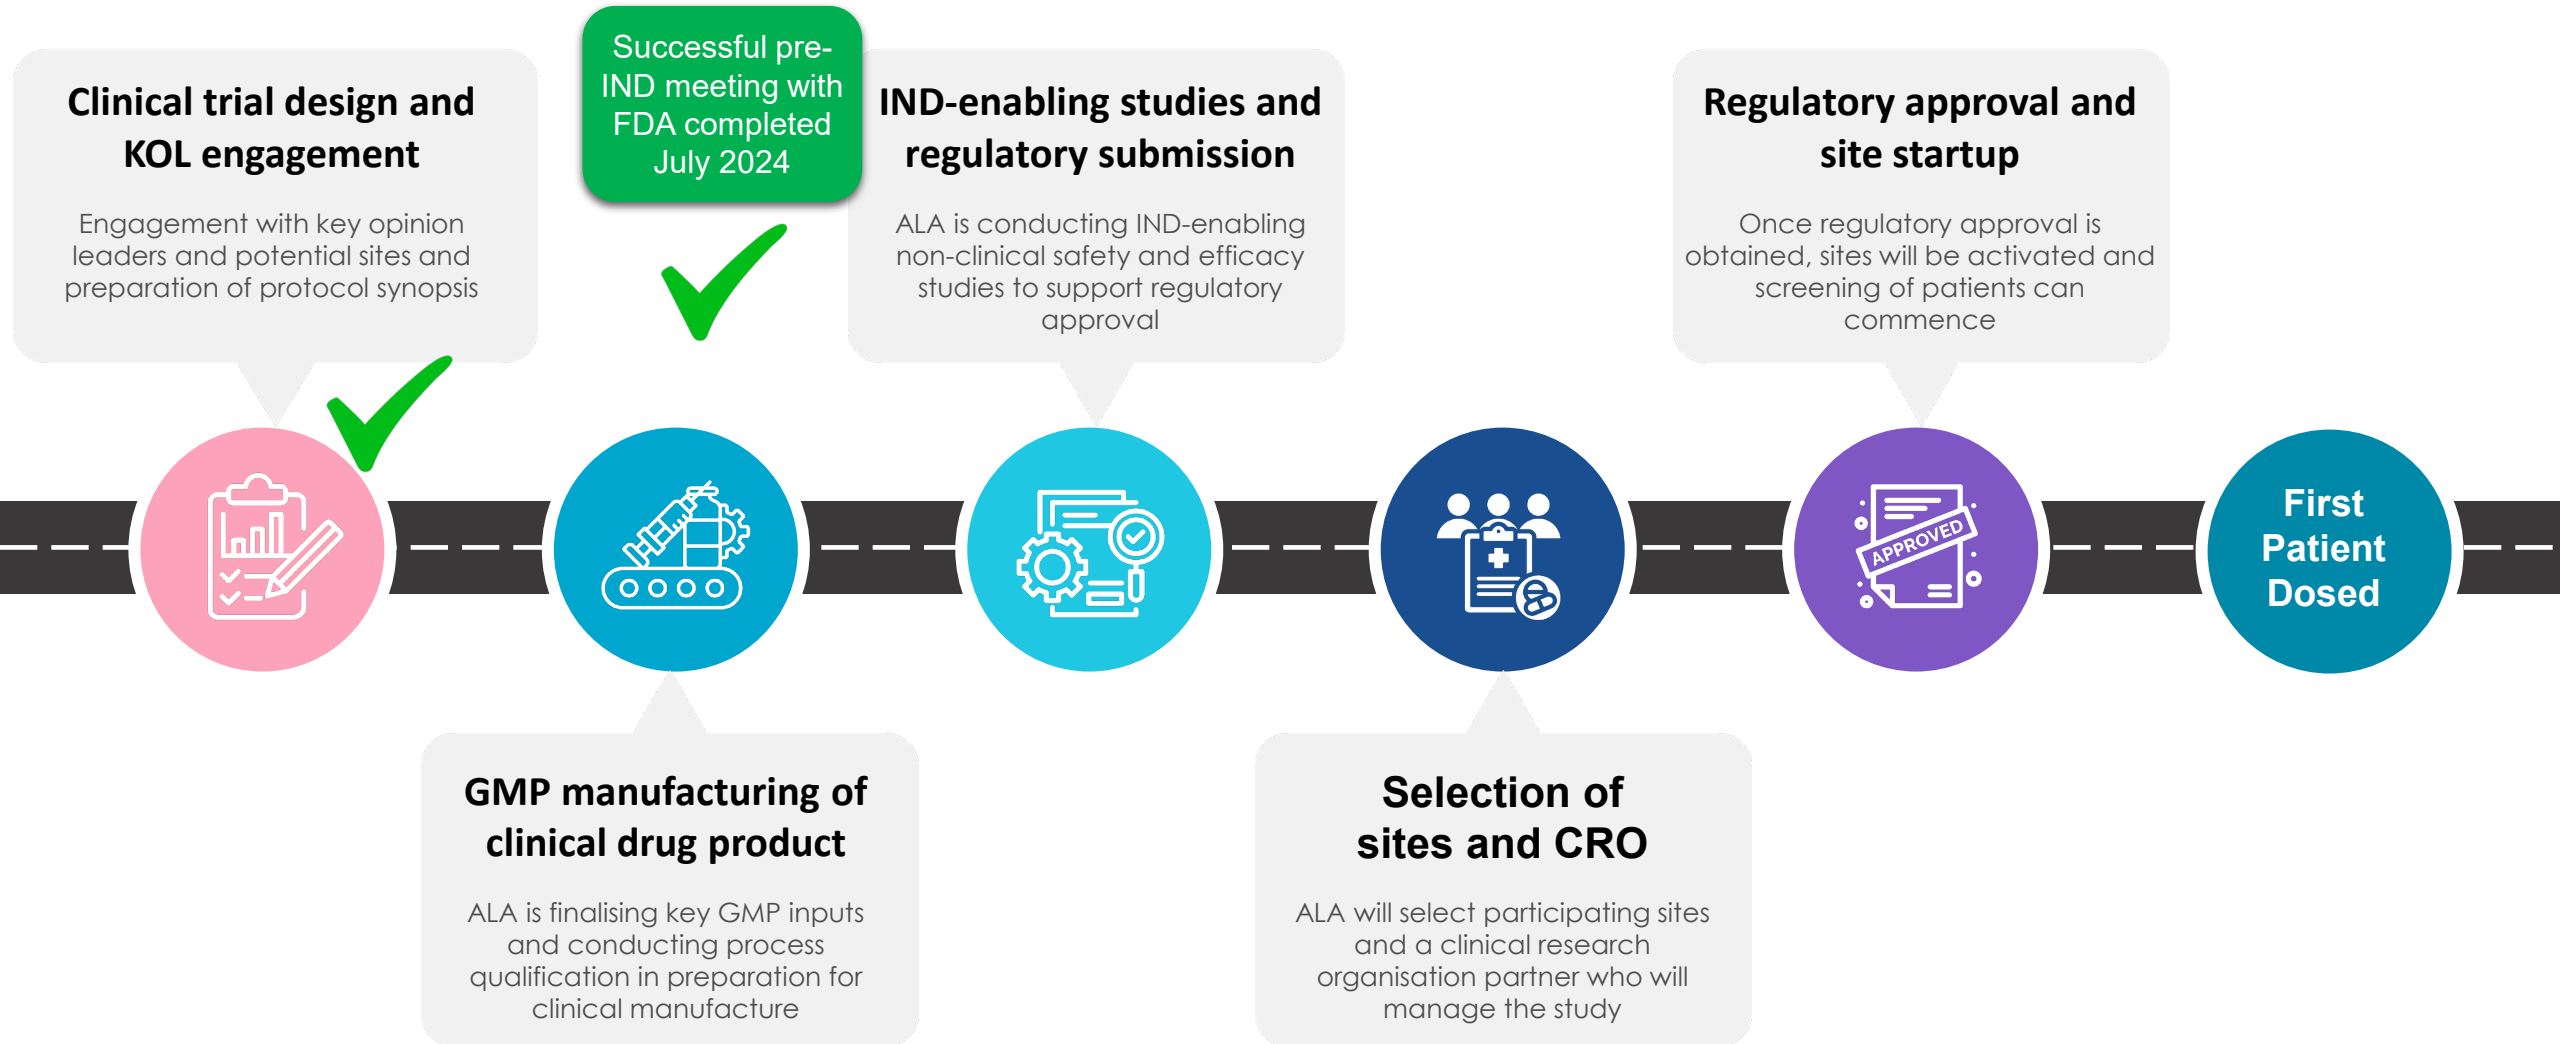 Clinical trial design and
KOL engagement
Engagement with key opinion
leaders and potential sites and
preparation of protocol synopsis
Successful pre-
IND meeting with
FDA completed
July 2024
IND-enabling studies and
regulatory submission
ALA is conducting IND-enabling
non-clinical safety and efficacy
studies to support regulatory
approval
Regulatory approval and
site startup
Once regulatory approval is
obtained, sites will be activated and
screening of patients can
commence
APPROVED
First
Patient
Dosed
GMP manufacturing of
clinical drug product
ALA is finalising key GMP inputs
and conducting process
qualification in preparation for
clinical manufacture
Selection of
sites and CRO
ALA will select participating sites
and a clinical research
organisation partner who will
manage the study